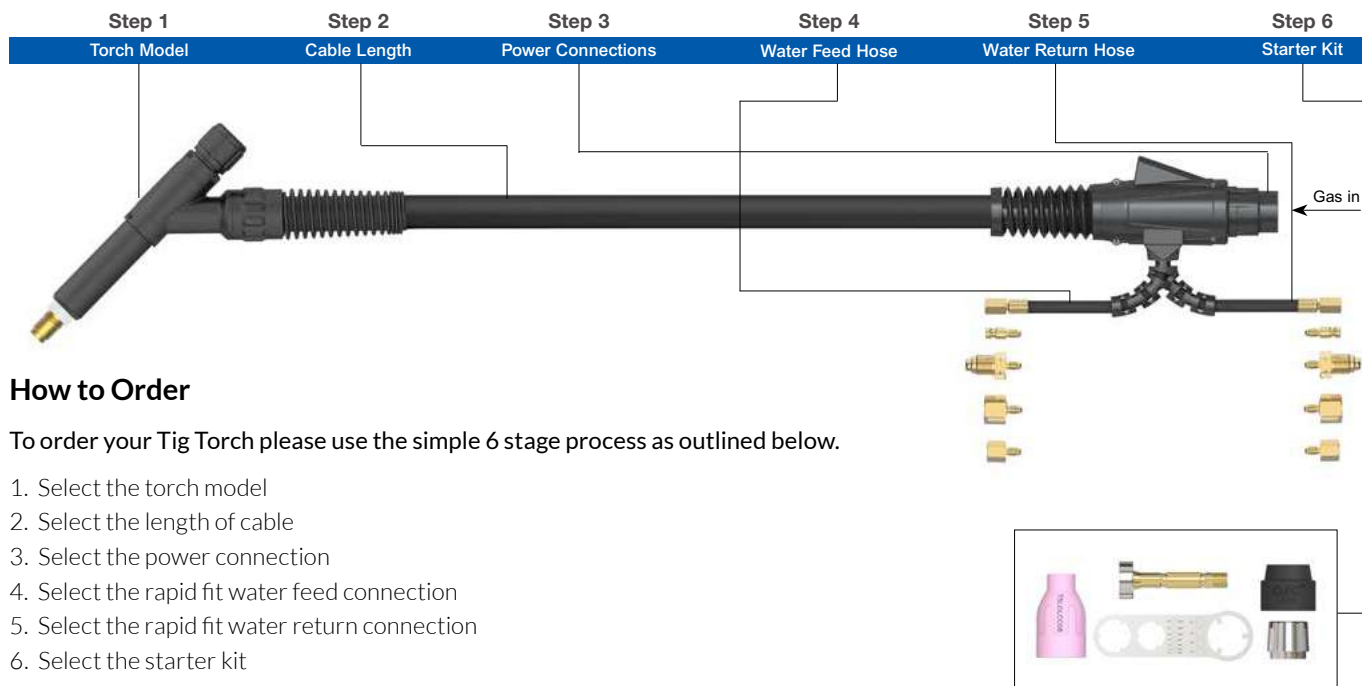 Step 1 Step 2 Step 3 Step 4 Step 5 Step 6
Torch Model Cable Length Power Connections Water Feed Hose Water Return Hose Starter Kit
Gas in
How to Order
To order your Tig Torch please use the simple 6 stage process as outlined below.
1. Select the torch model
2. Select the length of cable
3. Select the power connection
4. Select the rapid fit water feed connection
5. Select the rapid fit water return connection
6. Select the starter kit